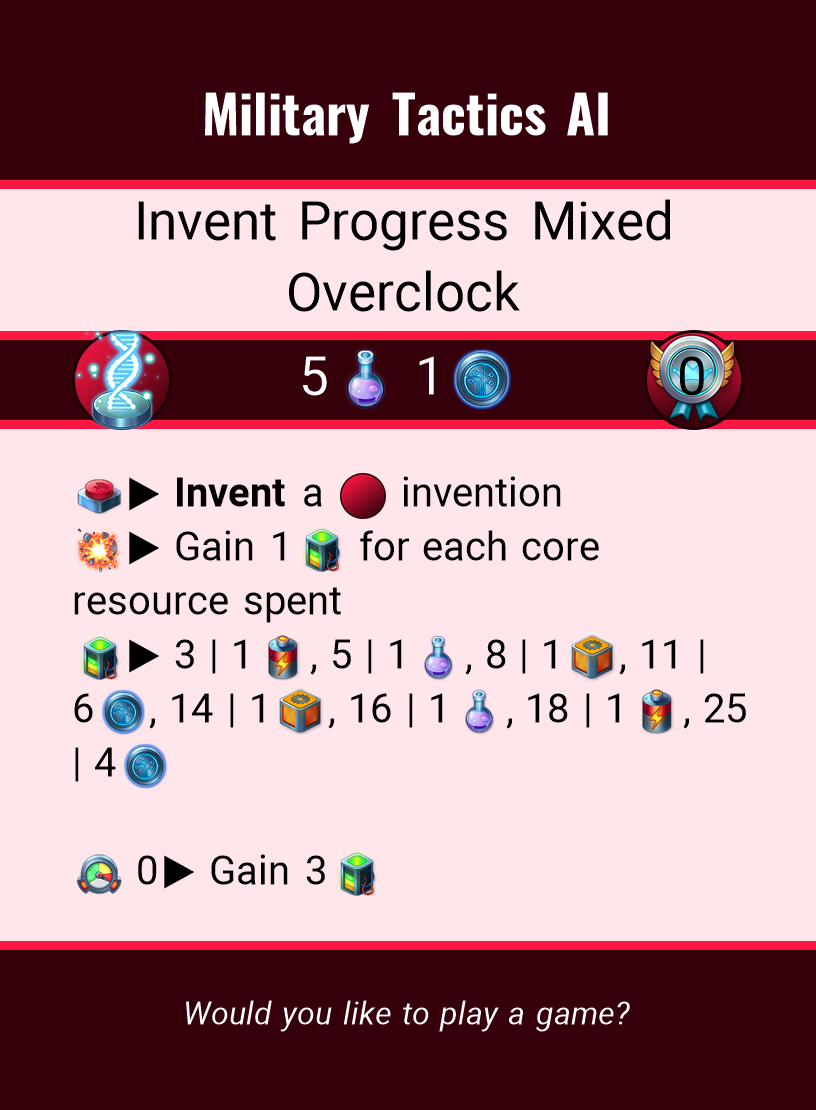 Military Tactics AI
Invent Progress Mixed
Overclock
5 1 0
▶ Invent a invention
▶ Gain 1 for each core
resource spent
▶ 3 | 1 , 5 | 1 , 8 | 1 , 11 |
6 , 14 | 1 , 16 | 1 , 18 | 1 , 25
| 4
0▶ Gain 3
Would you like to play a game?